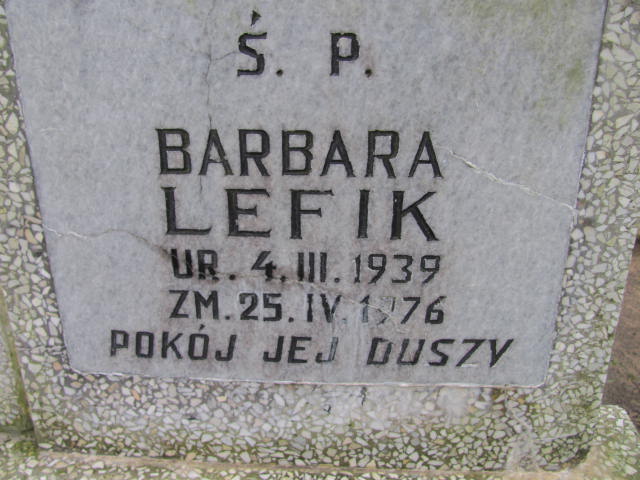 Ś. P.
BARBARA
LEFIK
UR. 4. III. 1939
ZM. 25. IV. 1976
POKÓJ JEJ DUSZY